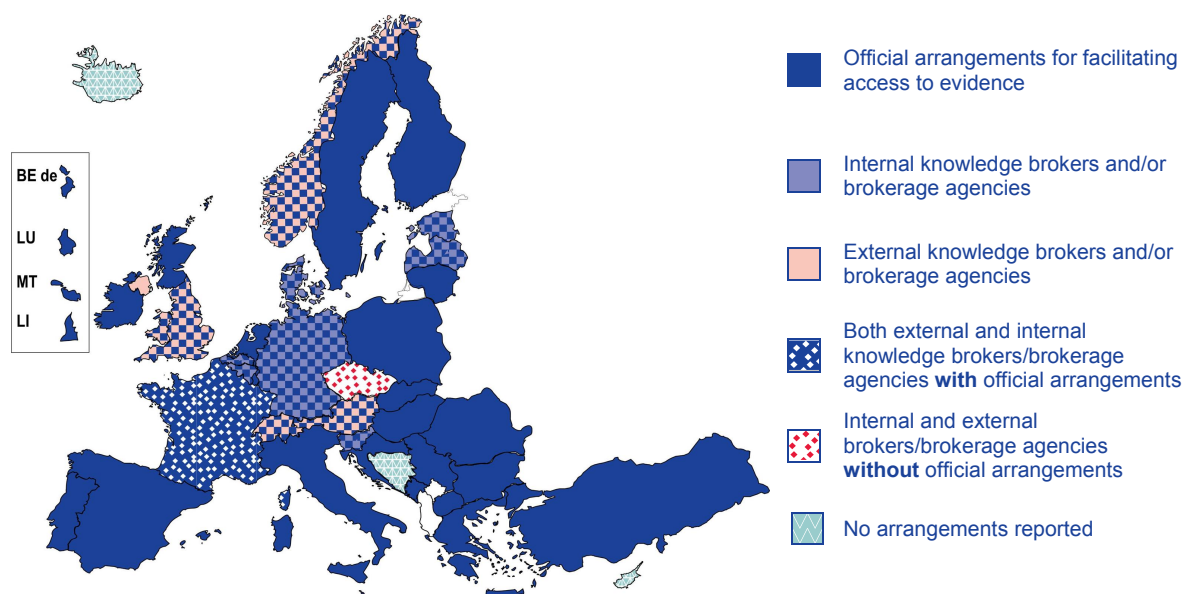 BE de
LU
MT
LI
Official arrangements for facilitating
access to evidence
Internal knowledge brokers and/or
brokerage agencies
External knowledge brokers and/or
brokerage agencies
Both external and internal
knowledge brokers/brokerage
agencies with official arrangements
Internal and external
brokers/brokerage agencies
without official arrangements
No arrangements reported